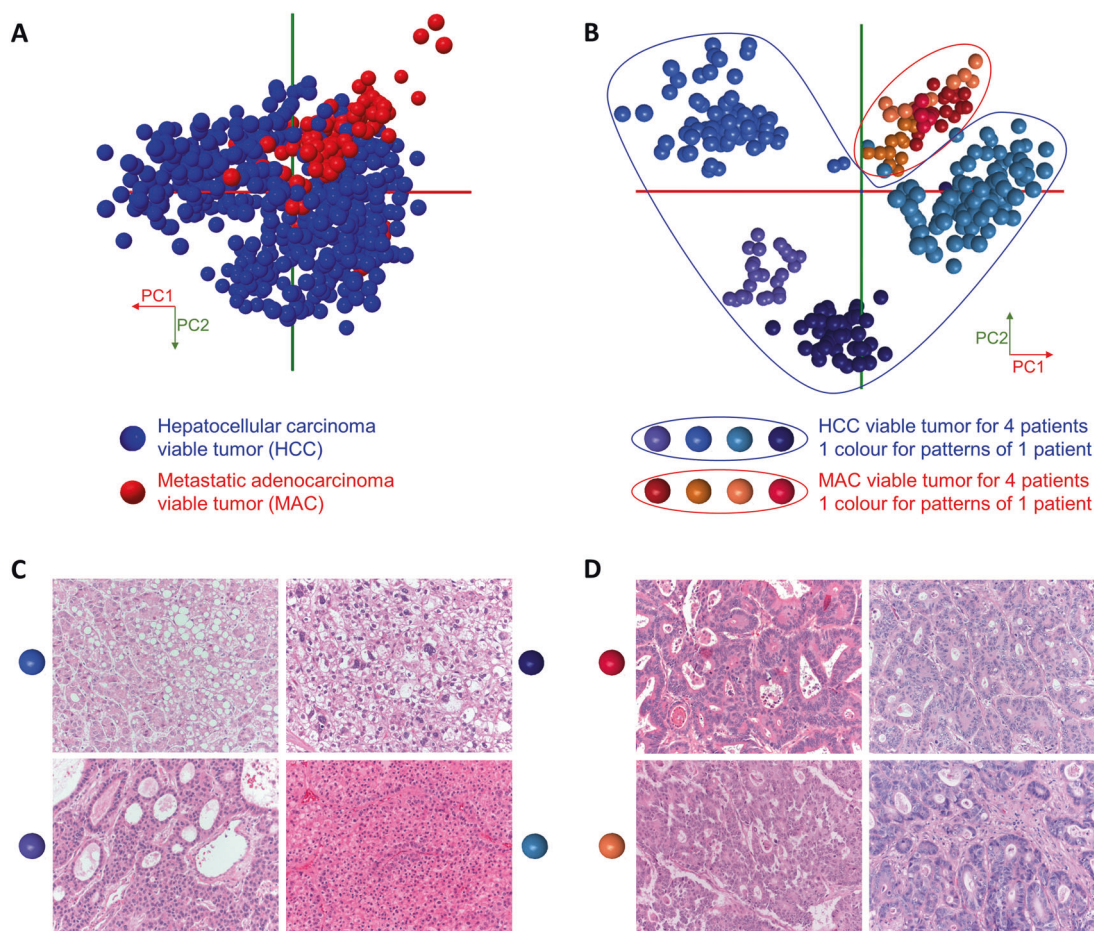 A
B
PC1
PC2
PC2
PC1
Hepatocellular carcinoma
viable tumor (HCC)
Metastatic adenocarcinoma
viable tumor (MAC)
HCC viable tumor for 4 patients
1 colour for patterns of 1 patient
MAC viable tumor for 4 patients
1 colour for patterns of 1 patient
C
D